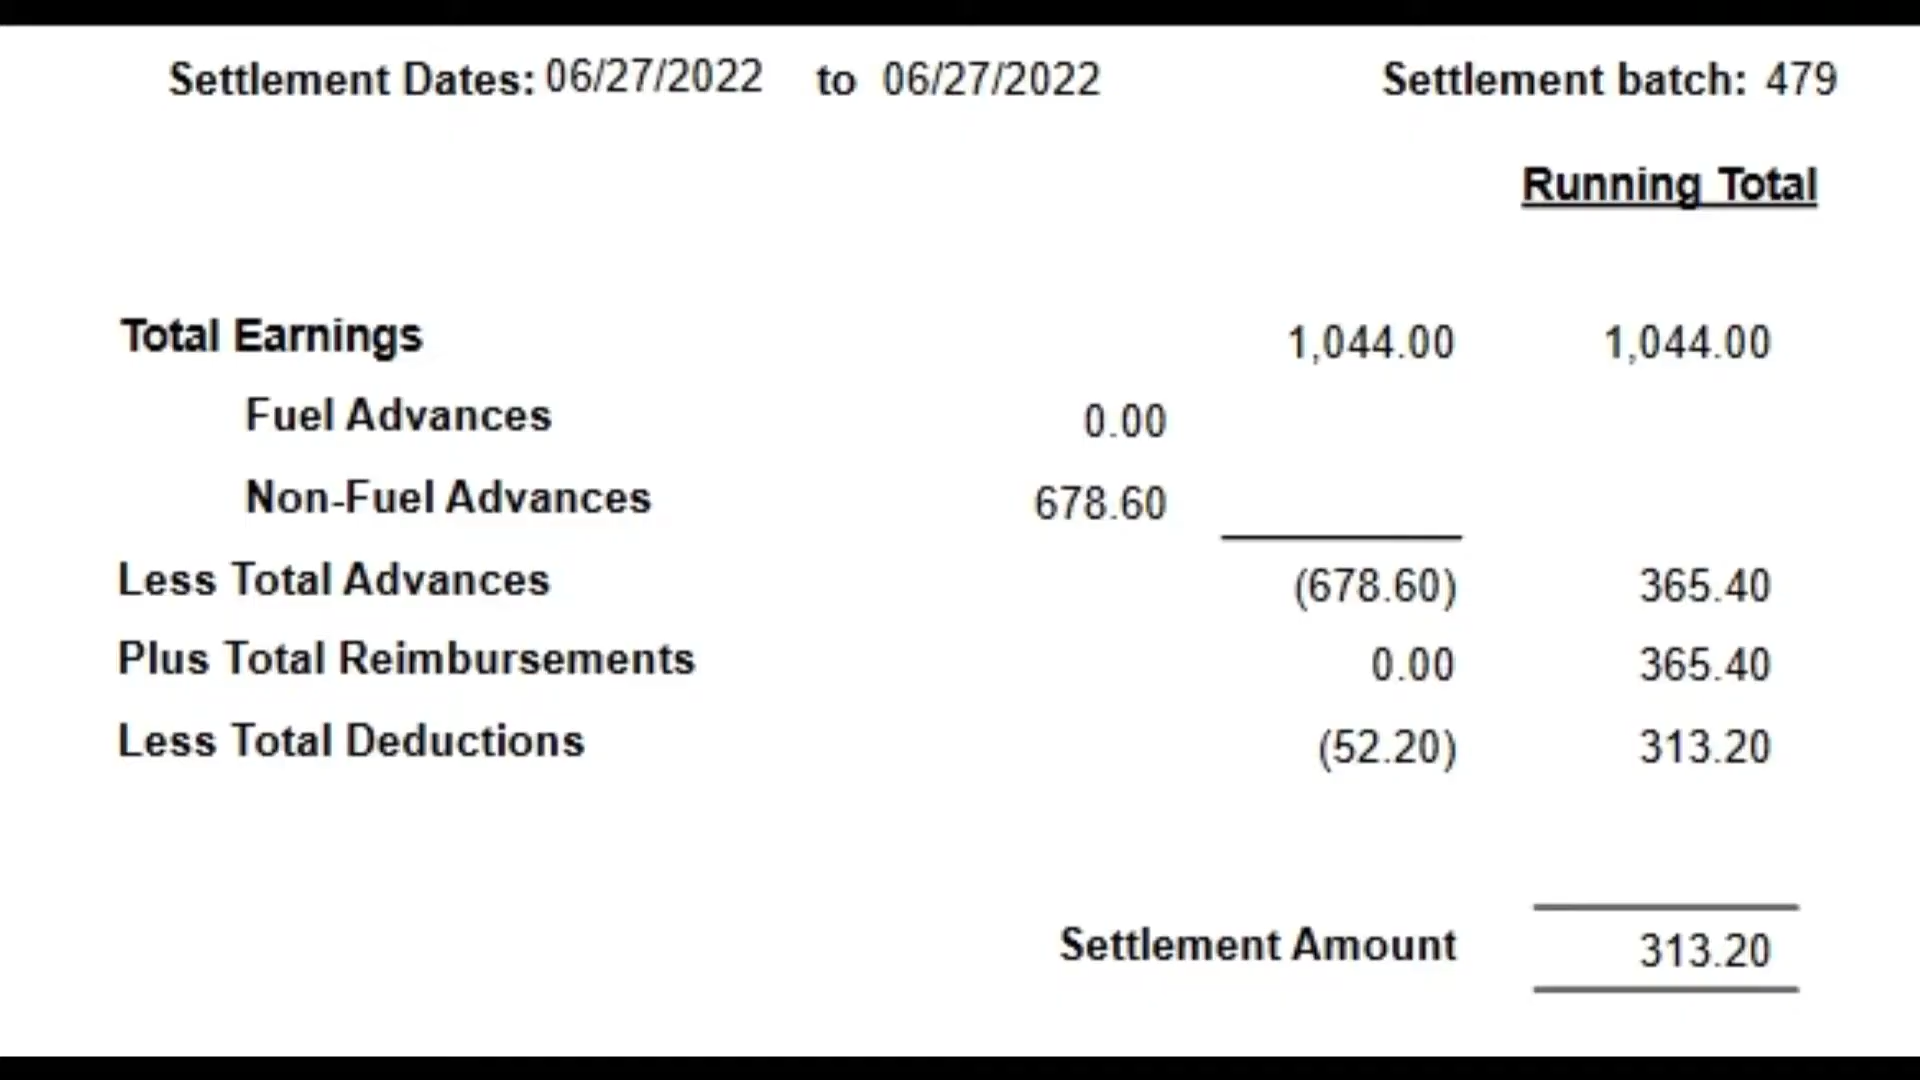 Settlement Dates: 06/27/2022 to 06/27/2022 Settlement batch: 479
Running Total
Total Earnings 1,044.00 1,044.00
Fuel Advances 0.00
Non-Fuel Advances 678.60
Less Total Advances (678.60) 365.40
Plus Total Reimbursements 0.00 365.40
Less Total Deductions (52.20) 313.20
Settlement Amount 313.20